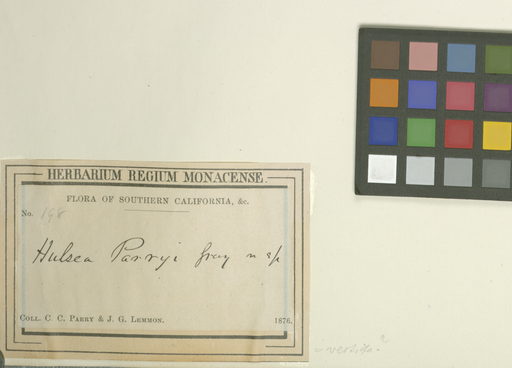 HERBARIUM REGIUM MONACENSE.
FLORA OF SOUTHERN CALIFORNIA, &c.
No. 198
Hulsea Parryi Gray n sp
COLL. C. C. PARRY & J. G. LEMMON. 1876.